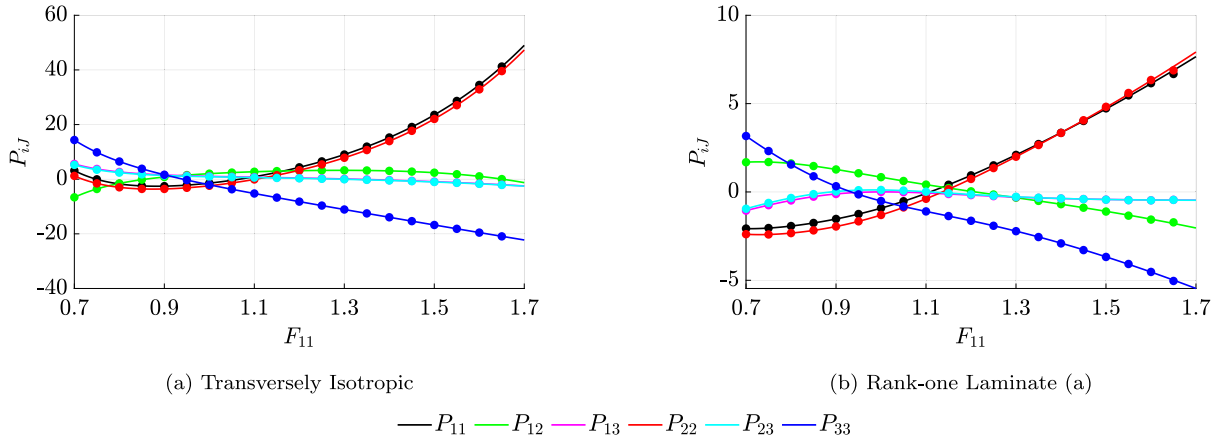 60
40
20
0
-20
-40
P_{iJ}
0.7 0.9 1.1 1.3 1.5 1.7
F_{11}
(a) Transversely Isotropic
10
5
0
-5
P_{iJ}
0.7 0.9 1.1 1.3 1.5 1.7
F_{11}
(b) Rank-one Laminate (a)
P_{11} P_{12} P_{13} P_{22} P_{23} P_{33}